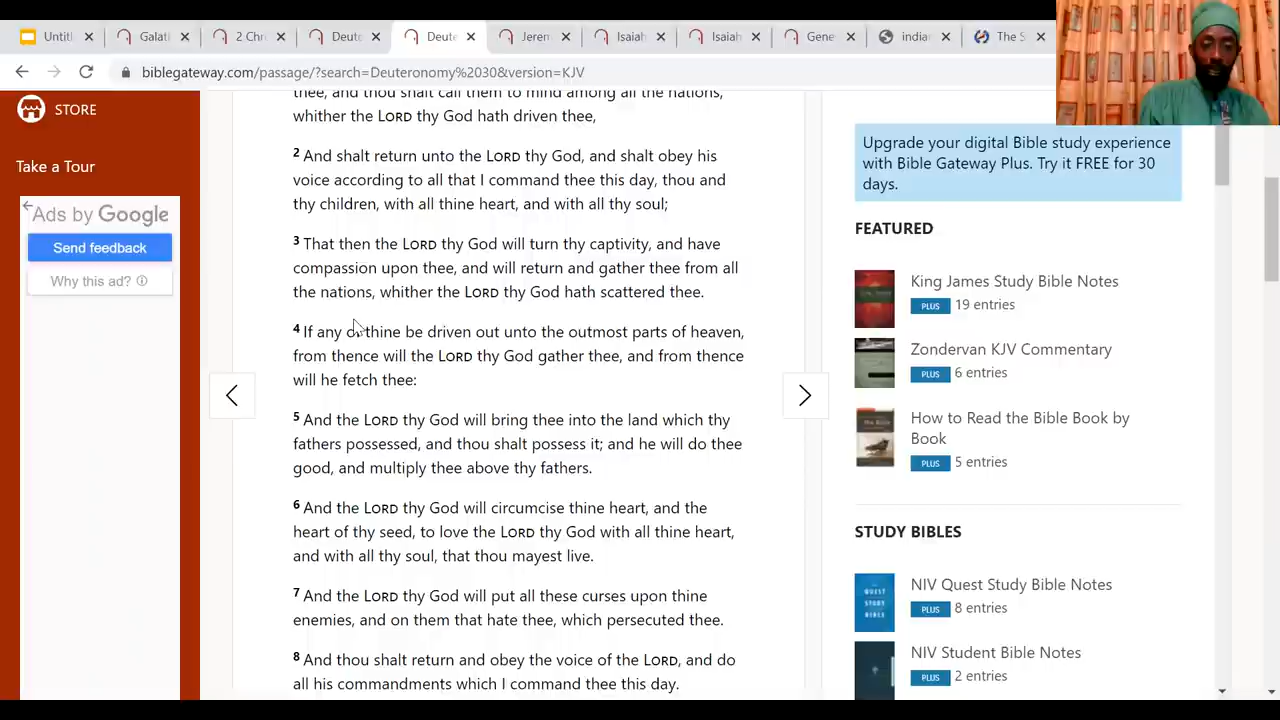 Untitl
Galati
2 Chr
Deute
Deute
Jerem
Isaiah
Isaiah
Gene
indian
The S
biblegateway.com/passage/?search=Deuteronomy%2030&version=KJV
STORE
Take a Tour
Ads by Google
Send feedback
Why this ad?
thee, and thou shalt call them to mind among all the nations,
whither the LORD thy God hath driven thee,
2 And shalt return unto the LORD thy God, and shalt obey his
voice according to all that I command thee this day, thou and
thy children, with all thine heart, and with all thy soul;
3 That then the LORD thy God will turn thy captivity, and have
compassion upon thee, and will return and gather thee from all
the nations, whither the LORD thy God hath scattered thee.
4 If any of thine be driven out unto the outmost parts of heaven,
from thence will the LORD thy God gather thee, and from thence
will he fetch thee:
5 And the LORD thy God will bring thee into the land which thy
fathers possessed, and thou shalt possess it; and he will do thee
good, and multiply thee above thy fathers.
6 And the LORD thy God will circumcise thine heart, and the
heart of thy seed, to love the LORD thy God with all thine heart,
and with all thy soul, that thou mayest live.
7 And the LORD thy God will put all these curses upon thine
enemies, and on them that hate thee, which persecuted thee.
8 And thou shalt return and obey the voice of the LORD, and do
all his commandments which I command thee this day.
Upgrade your digital Bible study experience
with Bible Gateway Plus. Try it FREE for 30
days.
FEATURED
King James Study Bible Notes
PLUS 19 entries
Zondervan KJV Commentary
PLUS 6 entries
How to Read the Bible Book by
Book
PLUS 5 entries
STUDY BIBLES
NIV Quest Study Bible Notes
PLUS 8 entries
NIV Student Bible Notes
PLUS 2 entries